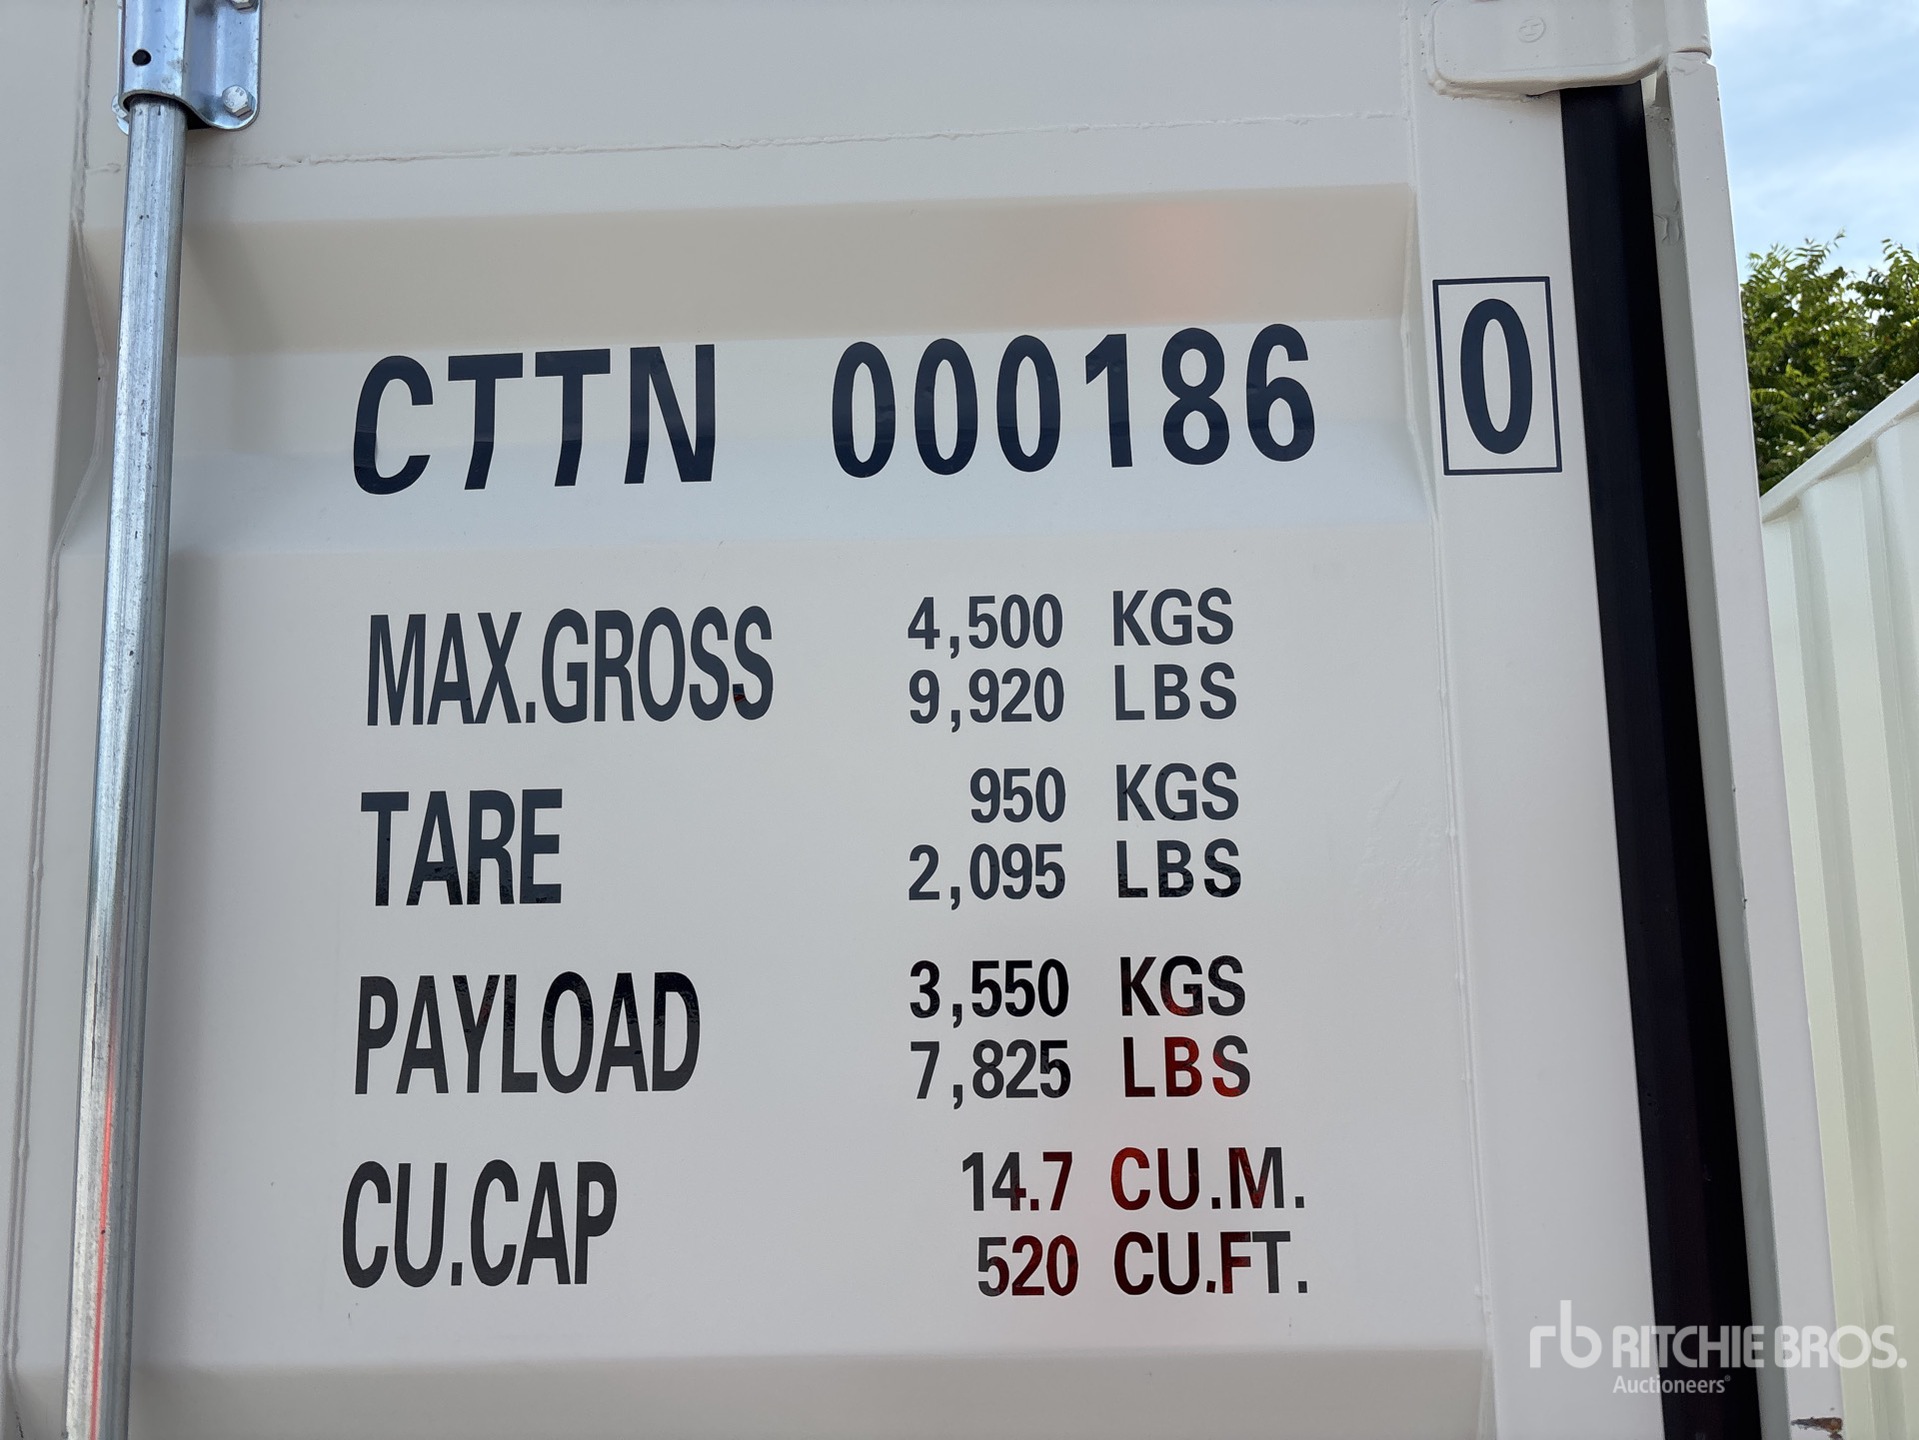 CTTN 000186 0
MAX.GROSS 4,500 KGS
9,920 LBS
TARE 950 KGS
2,095 LBS
PAYLOAD 3,550 KGS
7,825 LBS
CU.CAP 14.7 CU.M.
520 CU.FT.
rb RITCHIE BROS.
Auctioneers®